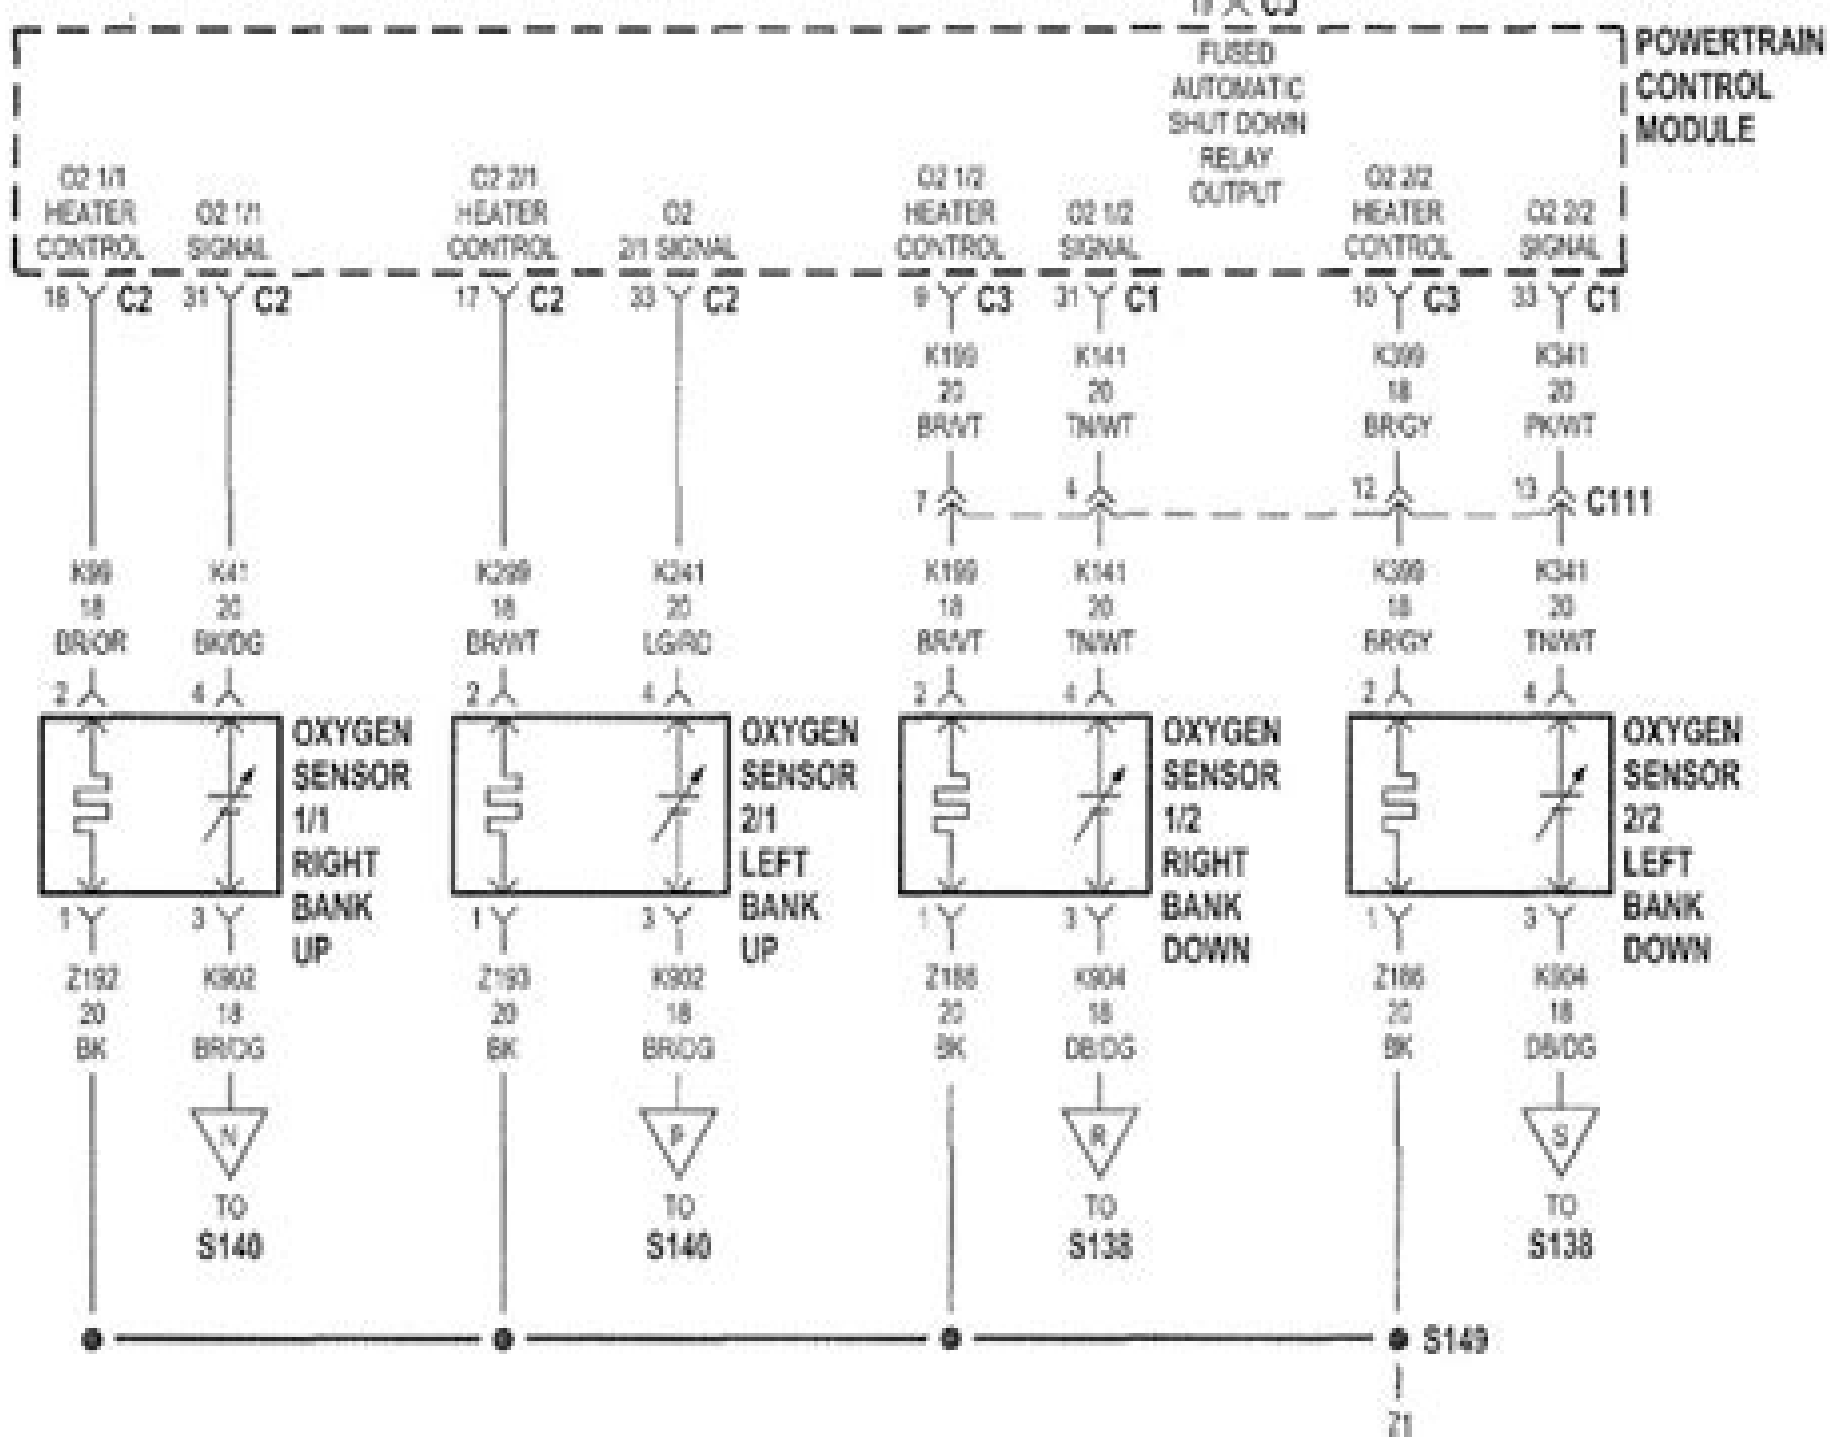 C3
FUSED
AUTOMATIC
SHUT DOWN
RELAY
OUTPUT
POWERTRAIN
CONTROL
MODULE
O2 1/1
HEATER
CONTROL
O2 1/1
SIGNAL
O2 2/1
HEATER
CONTROL
O2
2/1 SIGNAL
O2 1/2
HEATER
CONTROL
O2 1/2
SIGNAL
O2 2/2
HEATER
CONTROL
O2 2/2
SIGNAL
18 C2 31 C2 17 C2 33 C2 9 C3 31 C1 10 C3 33 C1
K199 K141 K399 K341
20 20 18 20
BR/VT TN/WT BR/GY PK/WT
7 4 12 13 C111
K99 K41 K299 K241 K199 K141 K399 K341
18 20 18 20 18 20 18 20
BR/OR BK/DG BR/WT LG/RD BR/VT TN/WT BR/GY TN/WT
2 4 2 4 2 4 2 4
OXYGEN
SENSOR
1/1
RIGHT
BANK
UP
OXYGEN
SENSOR
2/1
LEFT
BANK
UP
OXYGEN
SENSOR
1/2
RIGHT
BANK
DOWN
OXYGEN
SENSOR
2/2
LEFT
BANK
DOWN
1 3 1 3 1 3 1 3
Z192 K902 Z193 K902 K904 K904
20 18 20 18 20 18 20 18
BK BR/DG BK BR/DG BK DB/DG BK DB/DG
N P R S
TO TO TO TO
S140 S140 S138 S138
S149
Z1